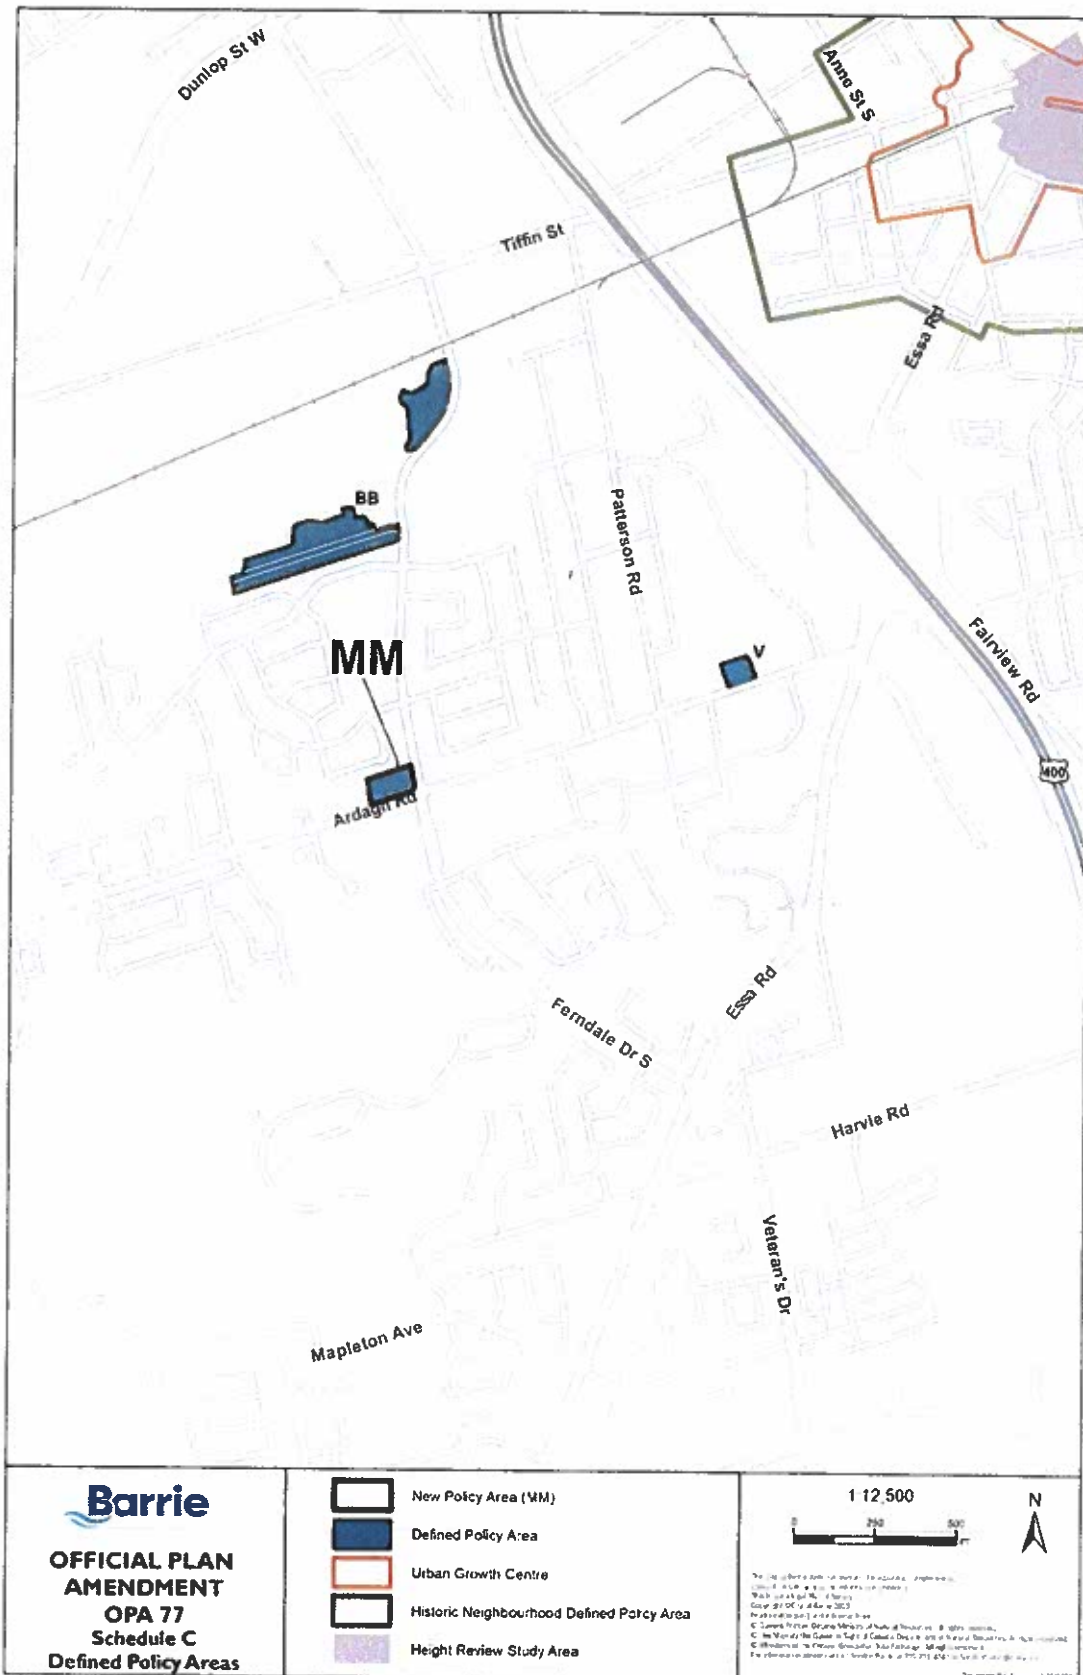 Dunlop St W
Anne St S
Tiffin St
Essa Rd
BB
Patterson Rd
MM
V
Fairview Rd
400
Ardagh Rd
Essa Rd
Ferndale Dr S
Harvie Rd
Veteran's Dr
Mapleton Ave
Barrie
OFFICIAL PLAN
AMENDMENT
OPA 77
Schedule C
Defined Policy Areas
New Policy Area (MM)
Defined Policy Area
Urban Growth Centre
Historic Neighbourhood Defined Policy Area
Height Review Study Area
1:12,500
0 250 500
N